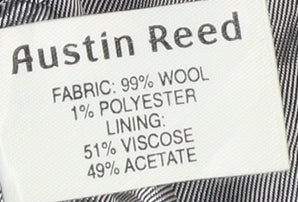 Austin Reed
FABRIC: 99% WOOL
1% POLYESTER
LINING:
51% VISCOSE
49% ACETATE